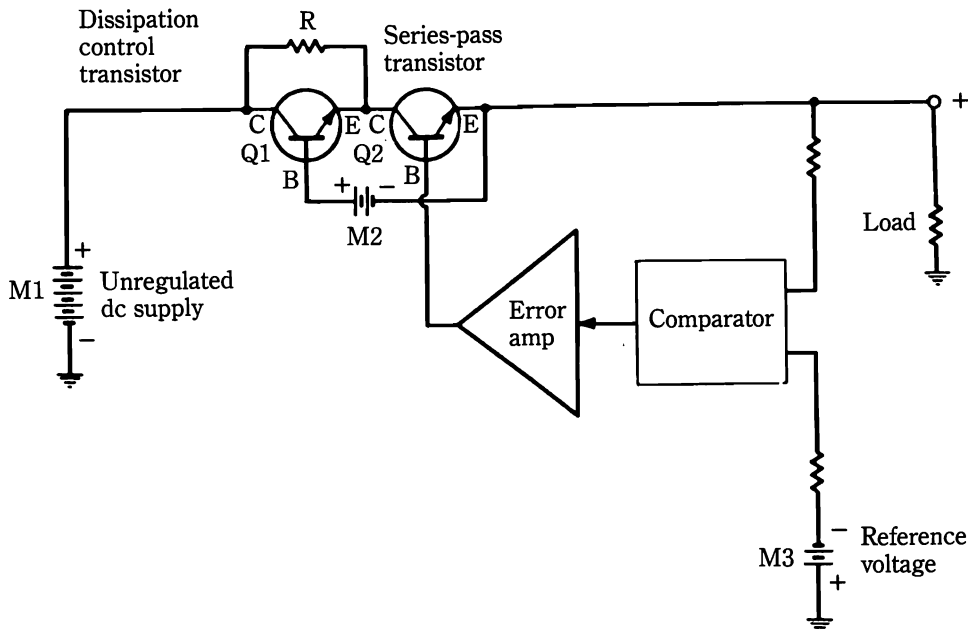 Dissipation
control
transistor
R
Series-pass
transistor
C
E
C
E
+
Q1
Q2
B
+
-
B
M2
Load
+
M1
Unregulated
dc supply
-
Error
amp
Comparator
-
M3
Reference
voltage
+